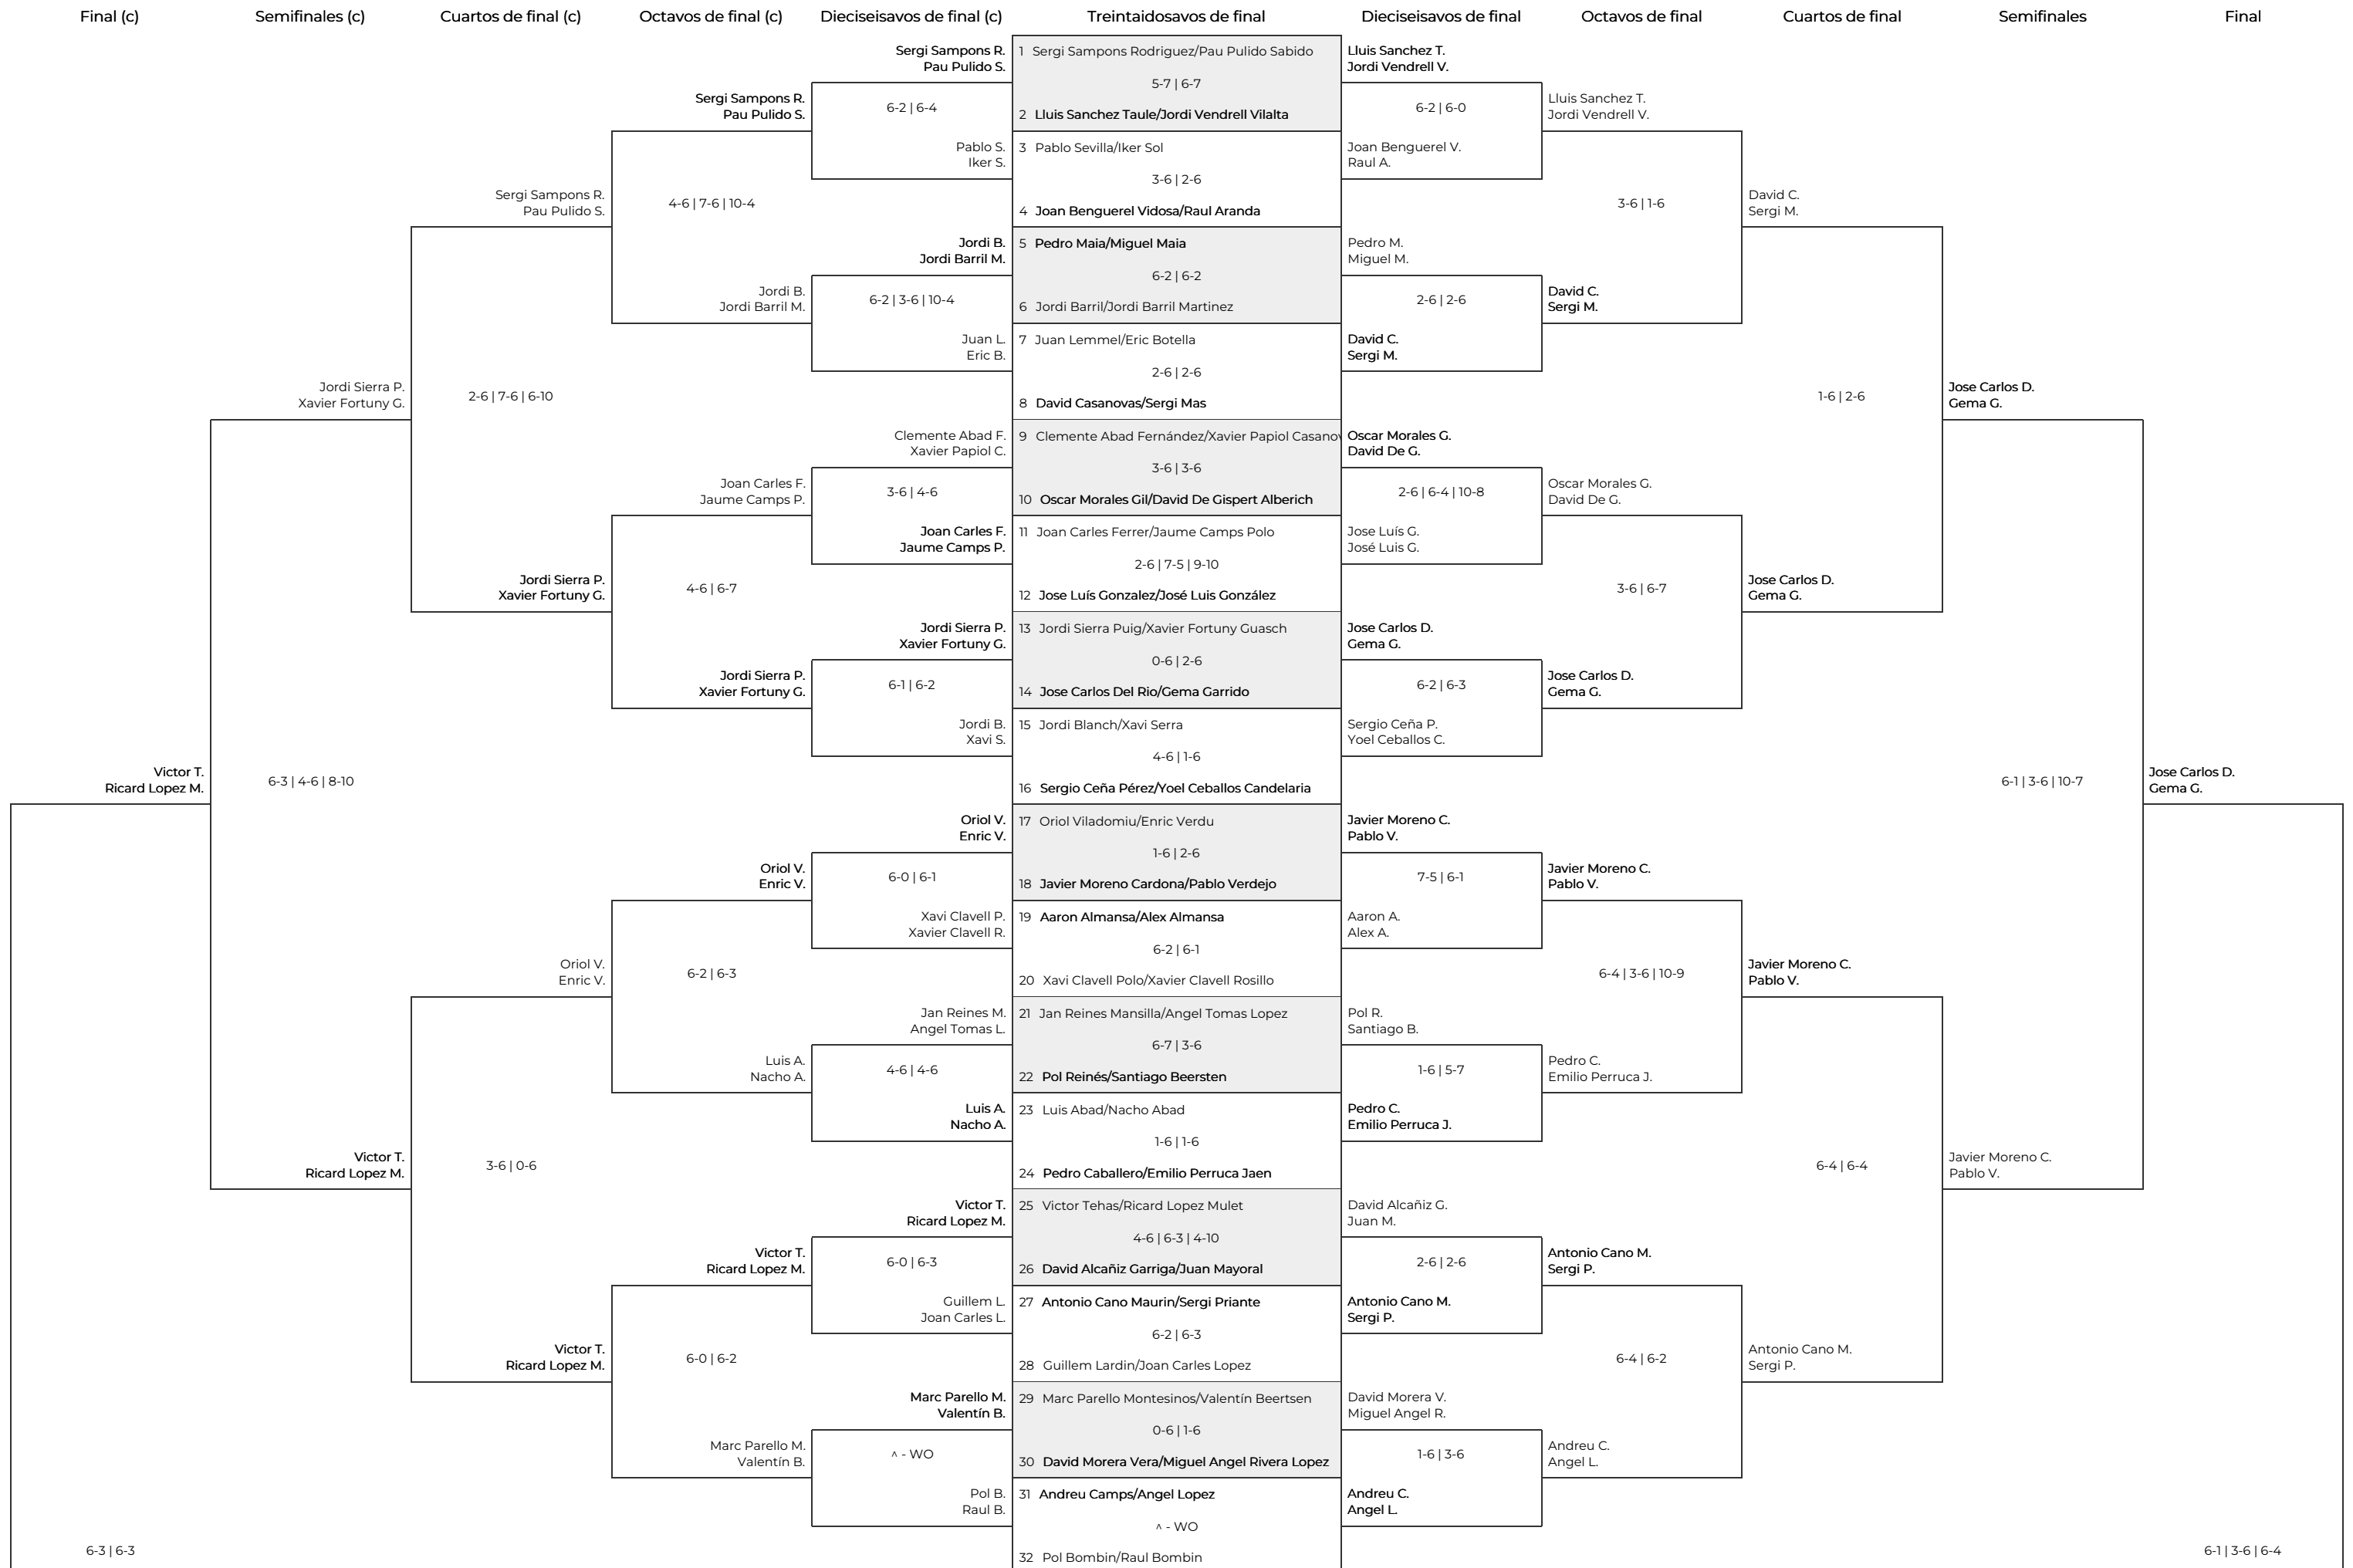 Final (c)
Semifinales (c)
Cuartos de final (c)
Octavos de final (c)
Dieciseisavos de final (c)
Treintaidosavos de final
Dieciseisavos de final
Octavos de final
Cuartos de final
Semifinales
Final
Victor T.
Ricard Lopez M.
6-3 | 6-3
Jordi Sierra P.
Xavier Fortuny G.
6-3 | 4-6 | 8-10
Victor T.
Ricard Lopez M.
Sergi Sampons R.
Pau Pulido S.
2-6 | 7-6 | 6-10
Jordi Sierra P.
Xavier Fortuny G.
Oriol V.
Enric V.
3-6 | 0-6
Victor T.
Ricard Lopez M.
Sergi Sampons R.
Pau Pulido S.
4-6 | 7-6 | 10-4
Jordi B.
Jordi Barril M.
Joan Carles F.
Jaume Camps P.
4-6 | 6-7
Jordi Sierra P.
Xavier Fortuny G.
Oriol V.
Enric V.
6-2 | 6-3
Luis A.
Nacho A.
Victor T.
Ricard Lopez M.
6-0 | 6-2
Marc Parello M.
Valentín B.
Sergi Sampons R.
Pau Pulido S.
6-2 | 6-4
Pablo S.
Iker S.
Jordi B.
Jordi Barril M.
6-2 | 3-6 | 10-4
Juan L.
Eric B.
Clemente Abad F.
Xavier Papiol C.
3-6 | 4-6
Joan Carles F.
Jaume Camps P.
Jordi Sierra P.
Xavier Fortuny G.
6-1 | 6-2
Jordi B.
Xavi S.
Oriol V.
Enric V.
6-0 | 6-1
Xavi Clavell P.
Xavier Clavell R.
Jan Reines M.
Angel Tomas L.
4-6 | 4-6
Luis A.
Nacho A.
Victor T.
Ricard Lopez M.
6-0 | 6-3
Guillem L.
Joan Carles L.
Marc Parello M.
Valentín B.
^ - WO
Pol B.
Raul B.
1 Sergi Sampons Rodriguez/Pau Pulido Sabido
5-7 | 6-7
2 Lluis Sanchez Taule/Jordi Vendrell Vilalta
3 Pablo Sevilla/Iker Sol
3-6 | 2-6
4 Joan Benguerel Vidosa/Raul Aranda
5 Pedro Maia/Miguel Maia
6-2 | 6-2
6 Jordi Barril/Jordi Barril Martinez
7 Juan Lemmel/Eric Botella
2-6 | 2-6
8 David Casanovas/Sergi Mas
9 Clemente Abad Fernández/Xavier Papiol Casanov
3-6 | 3-6
10 Oscar Morales Gil/David De Gispert Alberich
11 Joan Carles Ferrer/Jaume Camps Polo
2-6 | 7-5 | 9-10
12 Jose Luís Gonzalez/José Luis González
13 Jordi Sierra Puig/Xavier Fortuny Guasch
0-6 | 2-6
14 Jose Carlos Del Rio/Gema Garrido
15 Jordi Blanch/Xavi Serra
4-6 | 1-6
16 Sergio Ceña Pérez/Yoel Ceballos Candelaria
17 Oriol Viladomiu/Enric Verdu
1-6 | 2-6
18 Javier Moreno Cardona/Pablo Verdejo
19 Aaron Almansa/Alex Almansa
6-2 | 6-1
20 Xavi Clavell Polo/Xavier Clavell Rosillo
21 Jan Reines Mansilla/Angel Tomas Lopez
6-7 | 3-6
22 Pol Reinés/Santiago Beersten
23 Luis Abad/Nacho Abad
1-6 | 1-6
24 Pedro Caballero/Emilio Perruca Jaen
25 Victor Tehas/Ricard Lopez Mulet
4-6 | 6-3 | 4-10
26 David Alcañiz Garriga/Juan Mayoral
27 Antonio Cano Maurin/Sergi Priante
6-2 | 6-3
28 Guillem Lardin/Joan Carles Lopez
29 Marc Parello Montesinos/Valentín Beertsen
0-6 | 1-6
30 David Morera Vera/Miguel Angel Rivera Lopez
31 Andreu Camps/Angel Lopez
^ - WO
32 Pol Bombin/Raul Bombin
Lluis Sanchez T.
Jordi Vendrell V.
6-2 | 6-0
Joan Benguerel V.
Raul A.
Pedro M.
Miguel M.
2-6 | 2-6
David C.
Sergi M.
Oscar Morales G.
David De G.
2-6 | 6-4 | 10-8
Jose Luís G.
José Luis G.
Jose Carlos D.
Gema G.
6-2 | 6-3
Sergio Ceña P.
Yoel Ceballos C.
Javier Moreno C.
Pablo V.
7-5 | 6-1
Aaron A.
Alex A.
Pol R.
Santiago B.
1-6 | 5-7
Pedro C.
Emilio Perruca J.
David Alcañiz G.
Juan M.
2-6 | 2-6
Antonio Cano M.
Sergi P.
David Morera V.
Miguel Angel R.
1-6 | 3-6
Andreu C.
Angel L.
Lluis Sanchez T.
Jordi Vendrell V.
3-6 | 1-6
David C.
Sergi M.
Oscar Morales G.
David De G.
3-6 | 6-7
Jose Carlos D.
Gema G.
Javier Moreno C.
Pablo V.
6-4 | 3-6 | 10-9
Pedro C.
Emilio Perruca J.
Antonio Cano M.
Sergi P.
6-4 | 6-2
Andreu C.
Angel L.
David C.
Sergi M.
1-6 | 2-6
Jose Carlos D.
Gema G.
Javier Moreno C.
Pablo V.
6-4 | 6-4
Antonio Cano M.
Sergi P.
Jose Carlos D.
Gema G.
6-1 | 3-6 | 10-7
Javier Moreno C.
Pablo V.
Jose Carlos D.
Gema G.
6-1 | 3-6 | 6-4